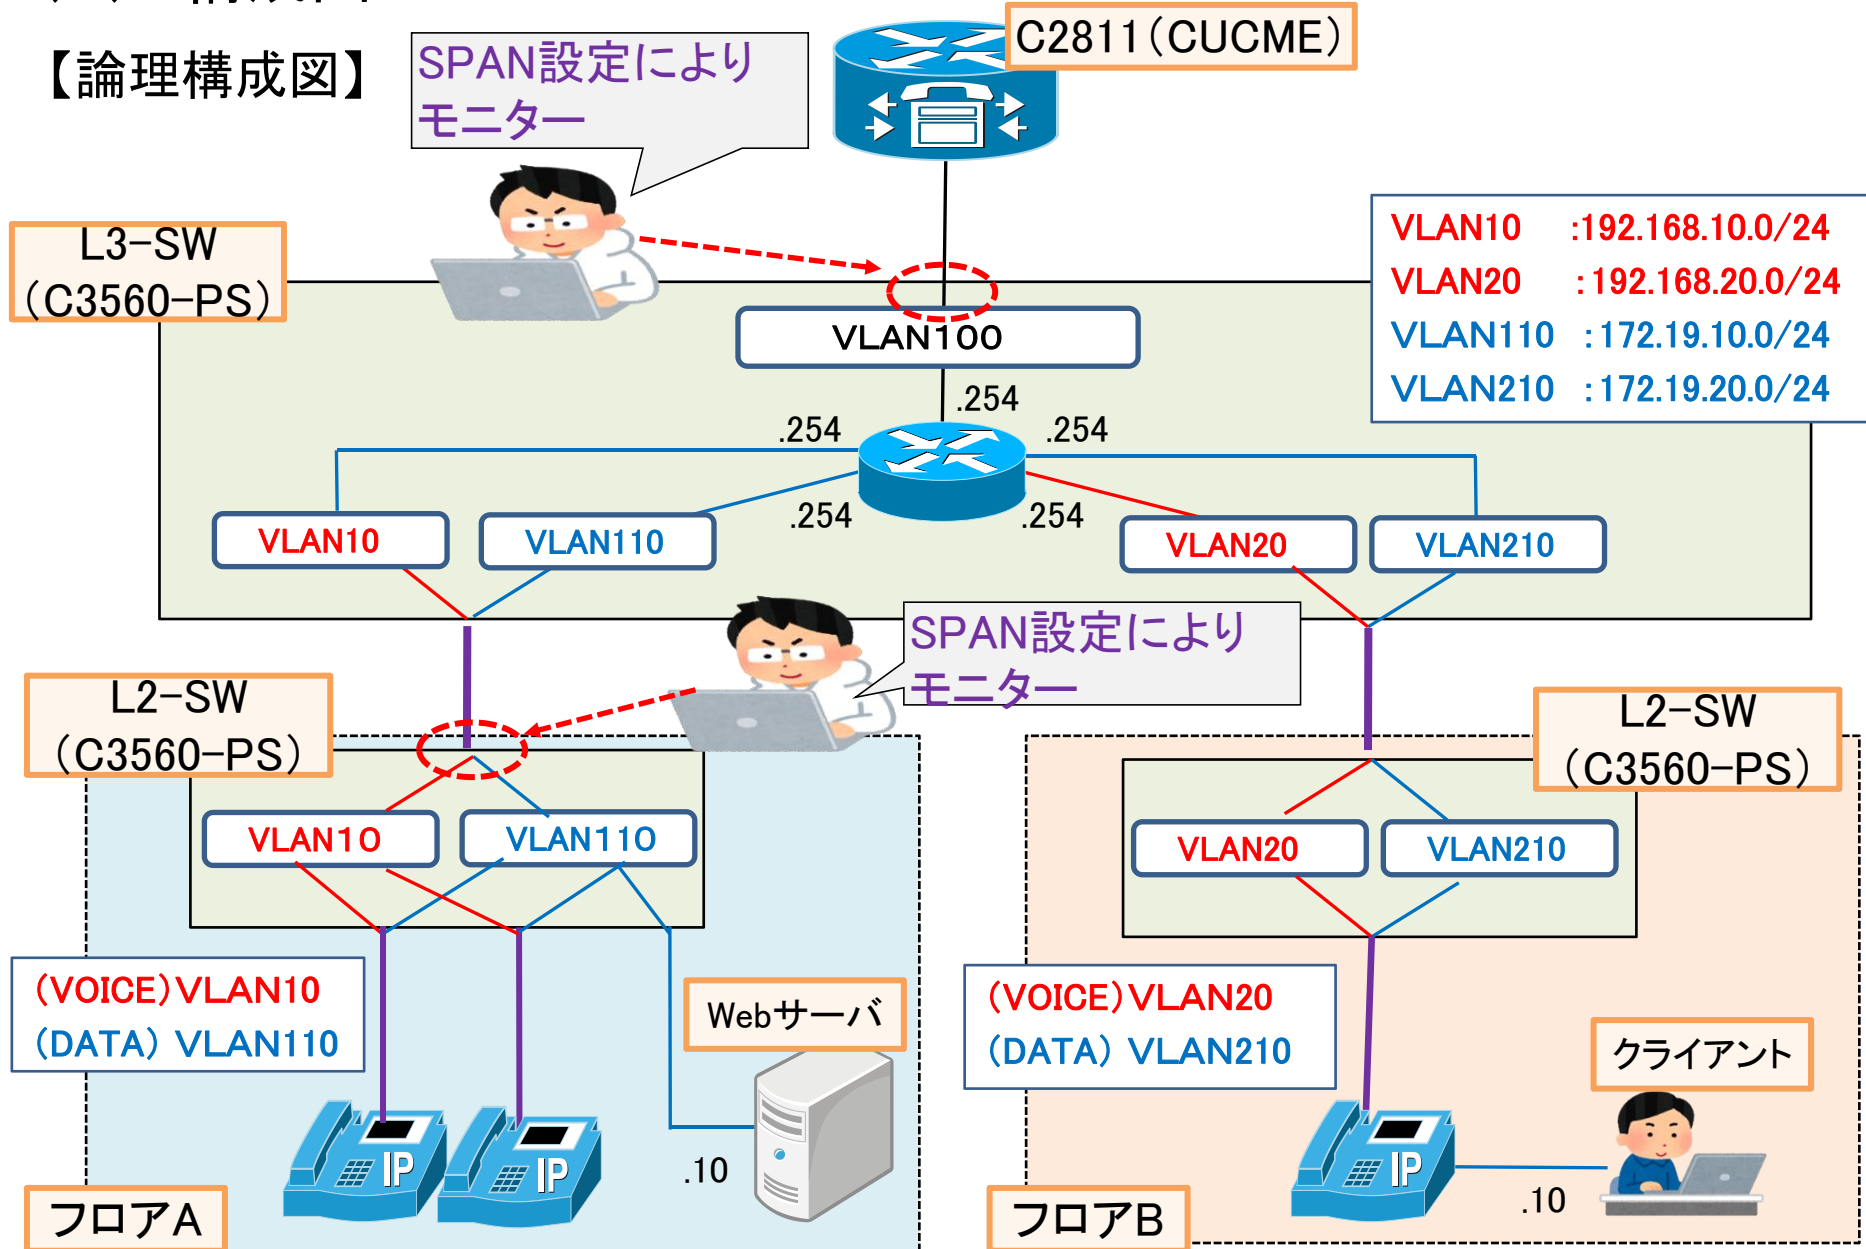 【論理構成図】
SPAN設定により
モニター
C2811(CUCME)
L3-SW
(C3560-PS)
VLAN10 :192.168.10.0/24
VLAN20 :192.168.20.0/24
VLAN110 :172.19.10.0/24
VLAN210 :172.19.20.0/24
VLAN100
.254
.254
.254
.254
.254
VLAN10
VLAN110
VLAN20
VLAN210
SPAN設定により
モニター
L2-SW
(C3560-PS)
L2-SW
(C3560-PS)
VLAN10
VLAN110
VLAN20
VLAN210
(VOICE)VLAN10
(DATA) VLAN110
Webサーバ
(VOICE)VLAN20
(DATA) VLAN210
クライアント
IP
IP
.10
IP
.10
フロアA
フロアB